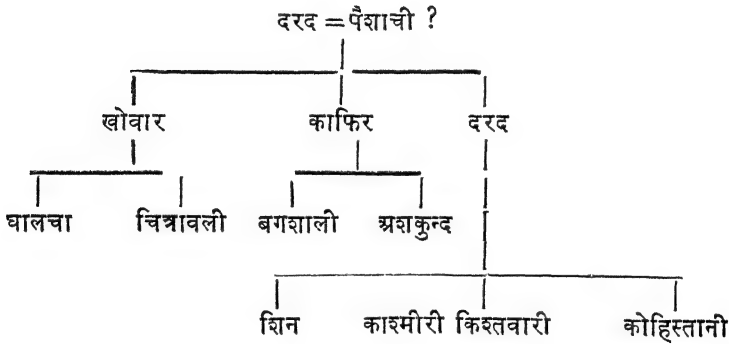 दरद = पैशाची ?
खोवार काफिर दरद
घालचा चित्रावली बगशाली अशकुन्द
शिन काश्मीरी किश्तवारी कोहिस्तानी